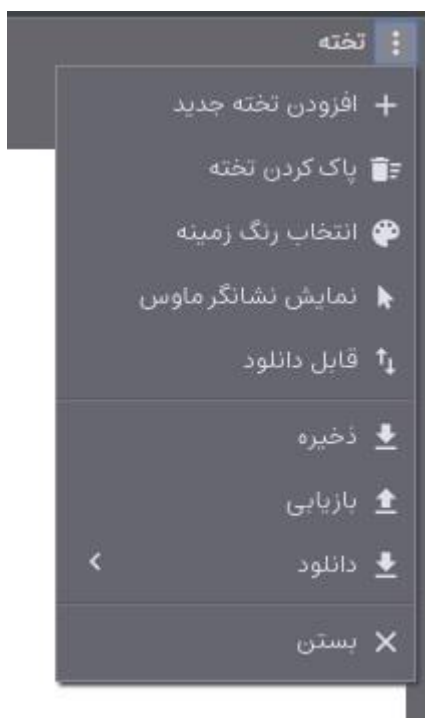 تخته
افزودن تخته جدید
پاک کردن تخته
انتخاب رنگ زمینه
نمایش نشانگر ماوس
قابل دانلود
ذخیره
بازیابی
دانلود
بستن